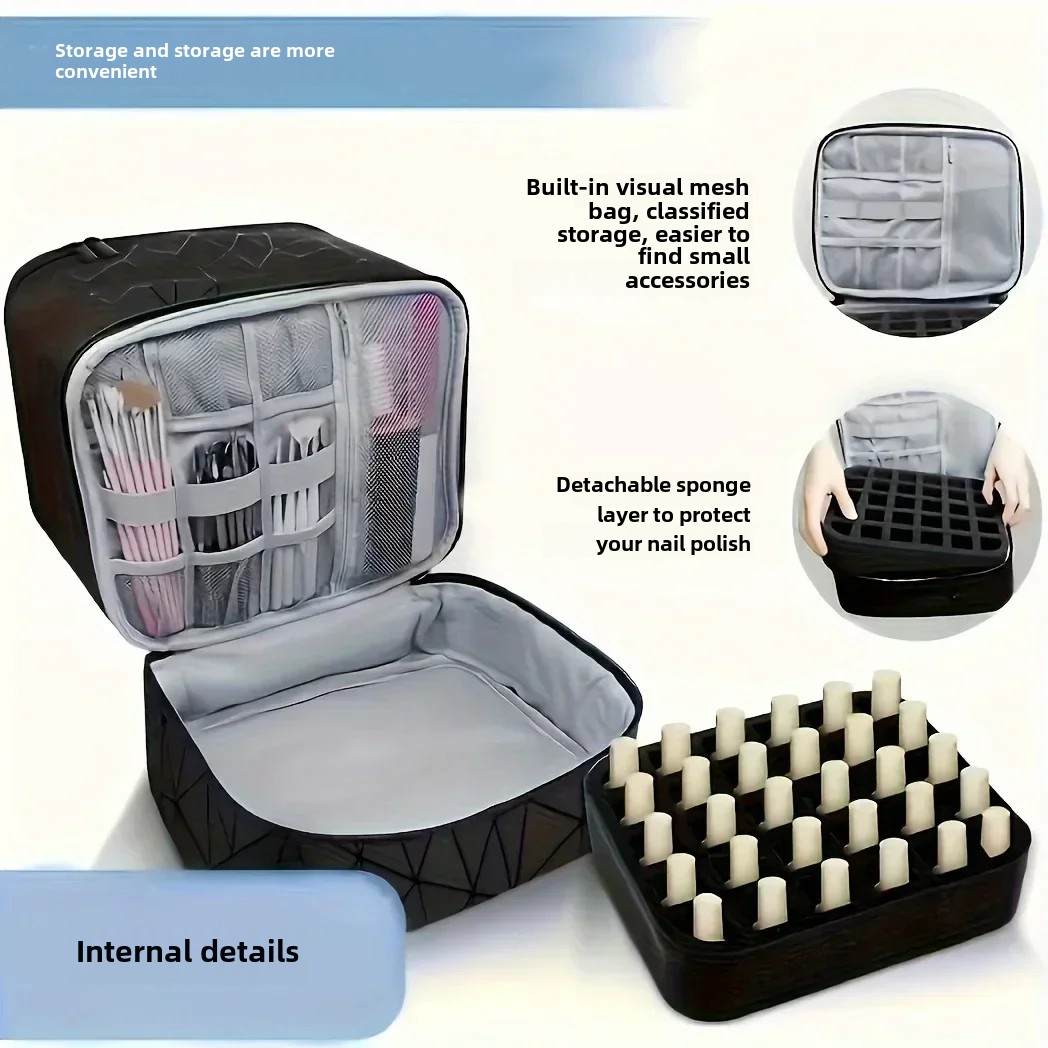 Storage and storage are more
convenient
Built-in visual mesh
bag, classified
storage, easier to
find small
accessories
Detachable sponge
layer to protect
your nail polish
Internal details